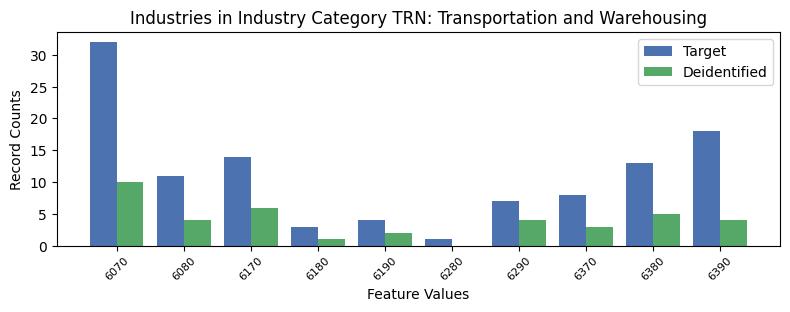 Industries in Industry Category TRN: Transportation and Warehousing
Record Counts
30
25
20
15
10
5
0
Target
Deidentified
6070 6080 6170 6180 6190 6280 6290 6370 6380 6390
Feature Values